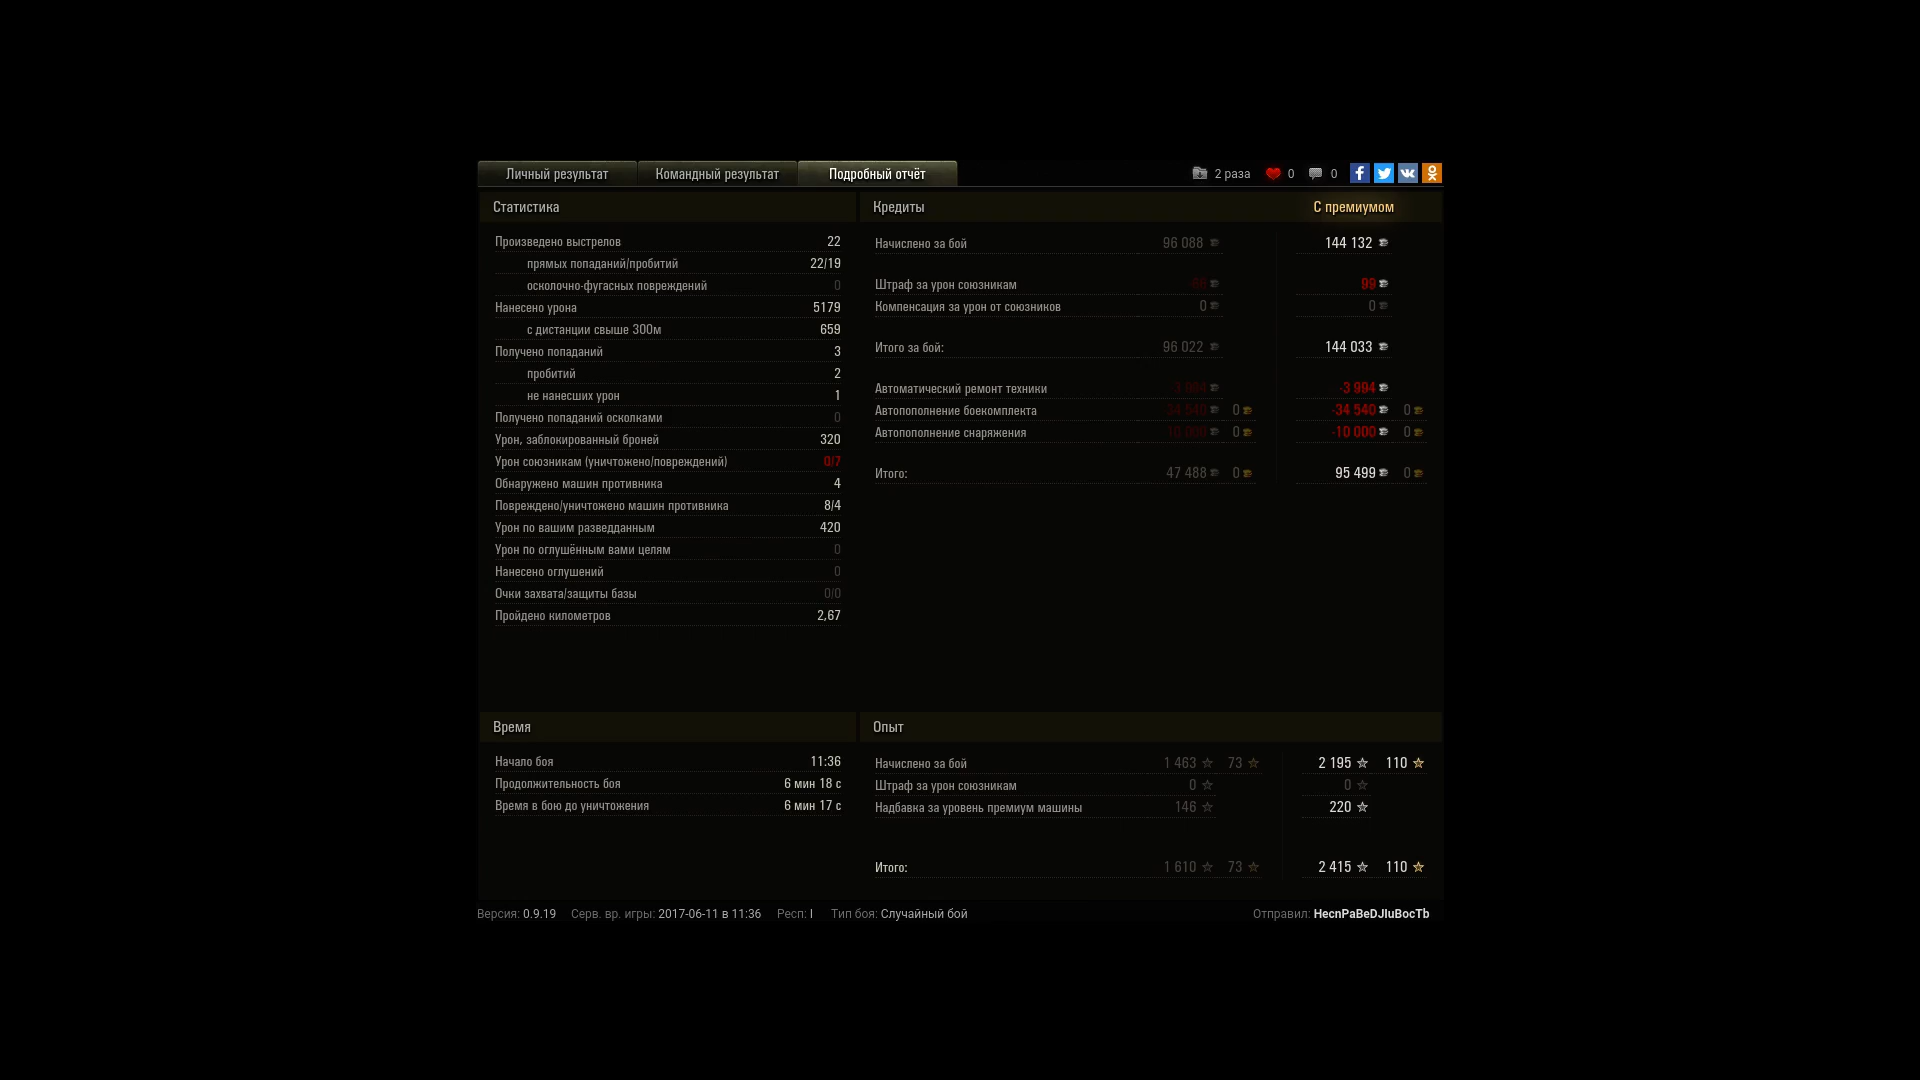 Личный результат Командный результат Подробный отчёт 2 раза 0 0
Статистика
Произведено выстрелов 22
прямых попаданий/пробитий 22/19
осколочно-фугасных повреждений 0
Нанесено урона 5179
с дистанции свыше 300м 659
Получено попаданий 3
пробитий 2
не нанесших урон 1
Получено попаданий осколками 0
Урон, заблокированный броней 320
Урон союзникам (уничтожено/повреждений) 0/7
Обнаружено машин противника 4
Повреждено/уничтожено машин противника 8/4
Урон по вашим разведданным 420
Урон по оглушённым вами целям 0
Нанесено оглушений 0
Очки захвата/защиты базы 0/0
Пройдено километров 2,67
Кредиты С премиумом
Начислено за бой 96 088 144 132
Штраф за урон союзникам -66 99
Компенсация за урон от союзников 0 0
Итого за бой: 96 022 144 033
Автоматический ремонт техники -3 994 -3 994
Автопополнение боекомплекта -34 540 0 -34 540 0
Автопополнение снаряжения -10 000 0 -10 000 0
Итого: 47 488 0 95 499 0
Время
Начало боя 11:36
Продолжительность боя 6 мин 18 с
Время в бою до уничтожения 6 мин 17 с
Опыт
Начислено за бой 1 463 73 2 195 110
Штраф за урон союзникам 0 0
Надбавка за уровень премиум машины 146 220
Итого: 1 610 73 2 415 110
Версия: 0.9.19 Серв. вр. игры: 2017-06-11 в 11:36 Респ: I Тип боя: Случайный бой Отправил: HecnPaBeDJIuBocTb